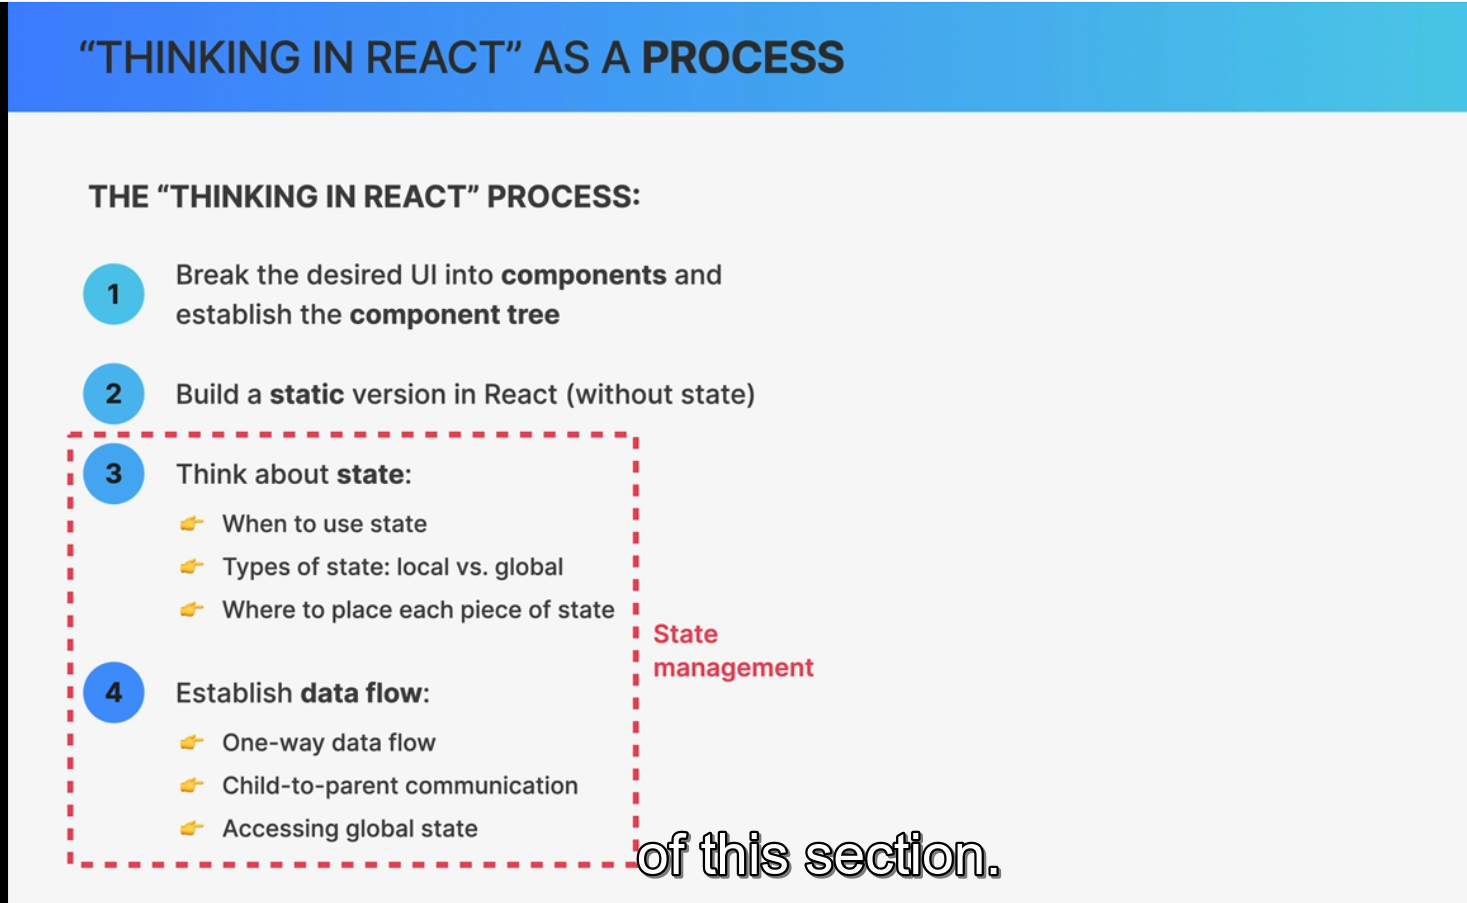 “THINKING IN REACT” AS A PROCESS
THE “THINKING IN REACT” PROCESS:
1
Break the desired UI into components and
establish the component tree
2
Build a static version in React (without state)
3
Think about state:
When to use state
Types of state: local vs. global
Where to place each piece of state
State
management
4
Establish data flow:
One-way data flow
Child-to-parent communication
Accessing global state
of this section.